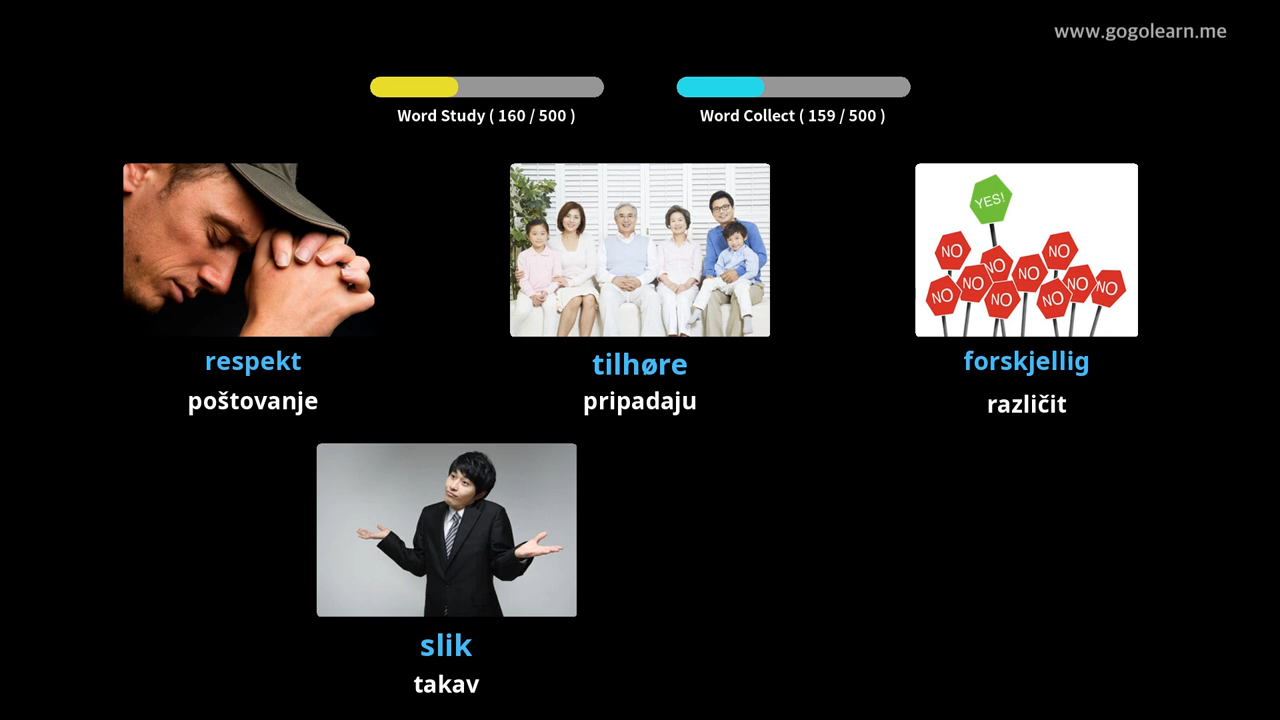 www.gogolearn.me
Word Study ( 160 / 500 )
Word Collect ( 159 / 500 )
YES!
NO
NO
NO
NO
NO
NO
NO
NO
NO
NO
respekt
tilhøre
forskjellig
poštovanje
pripadaju
različit
slik
takav